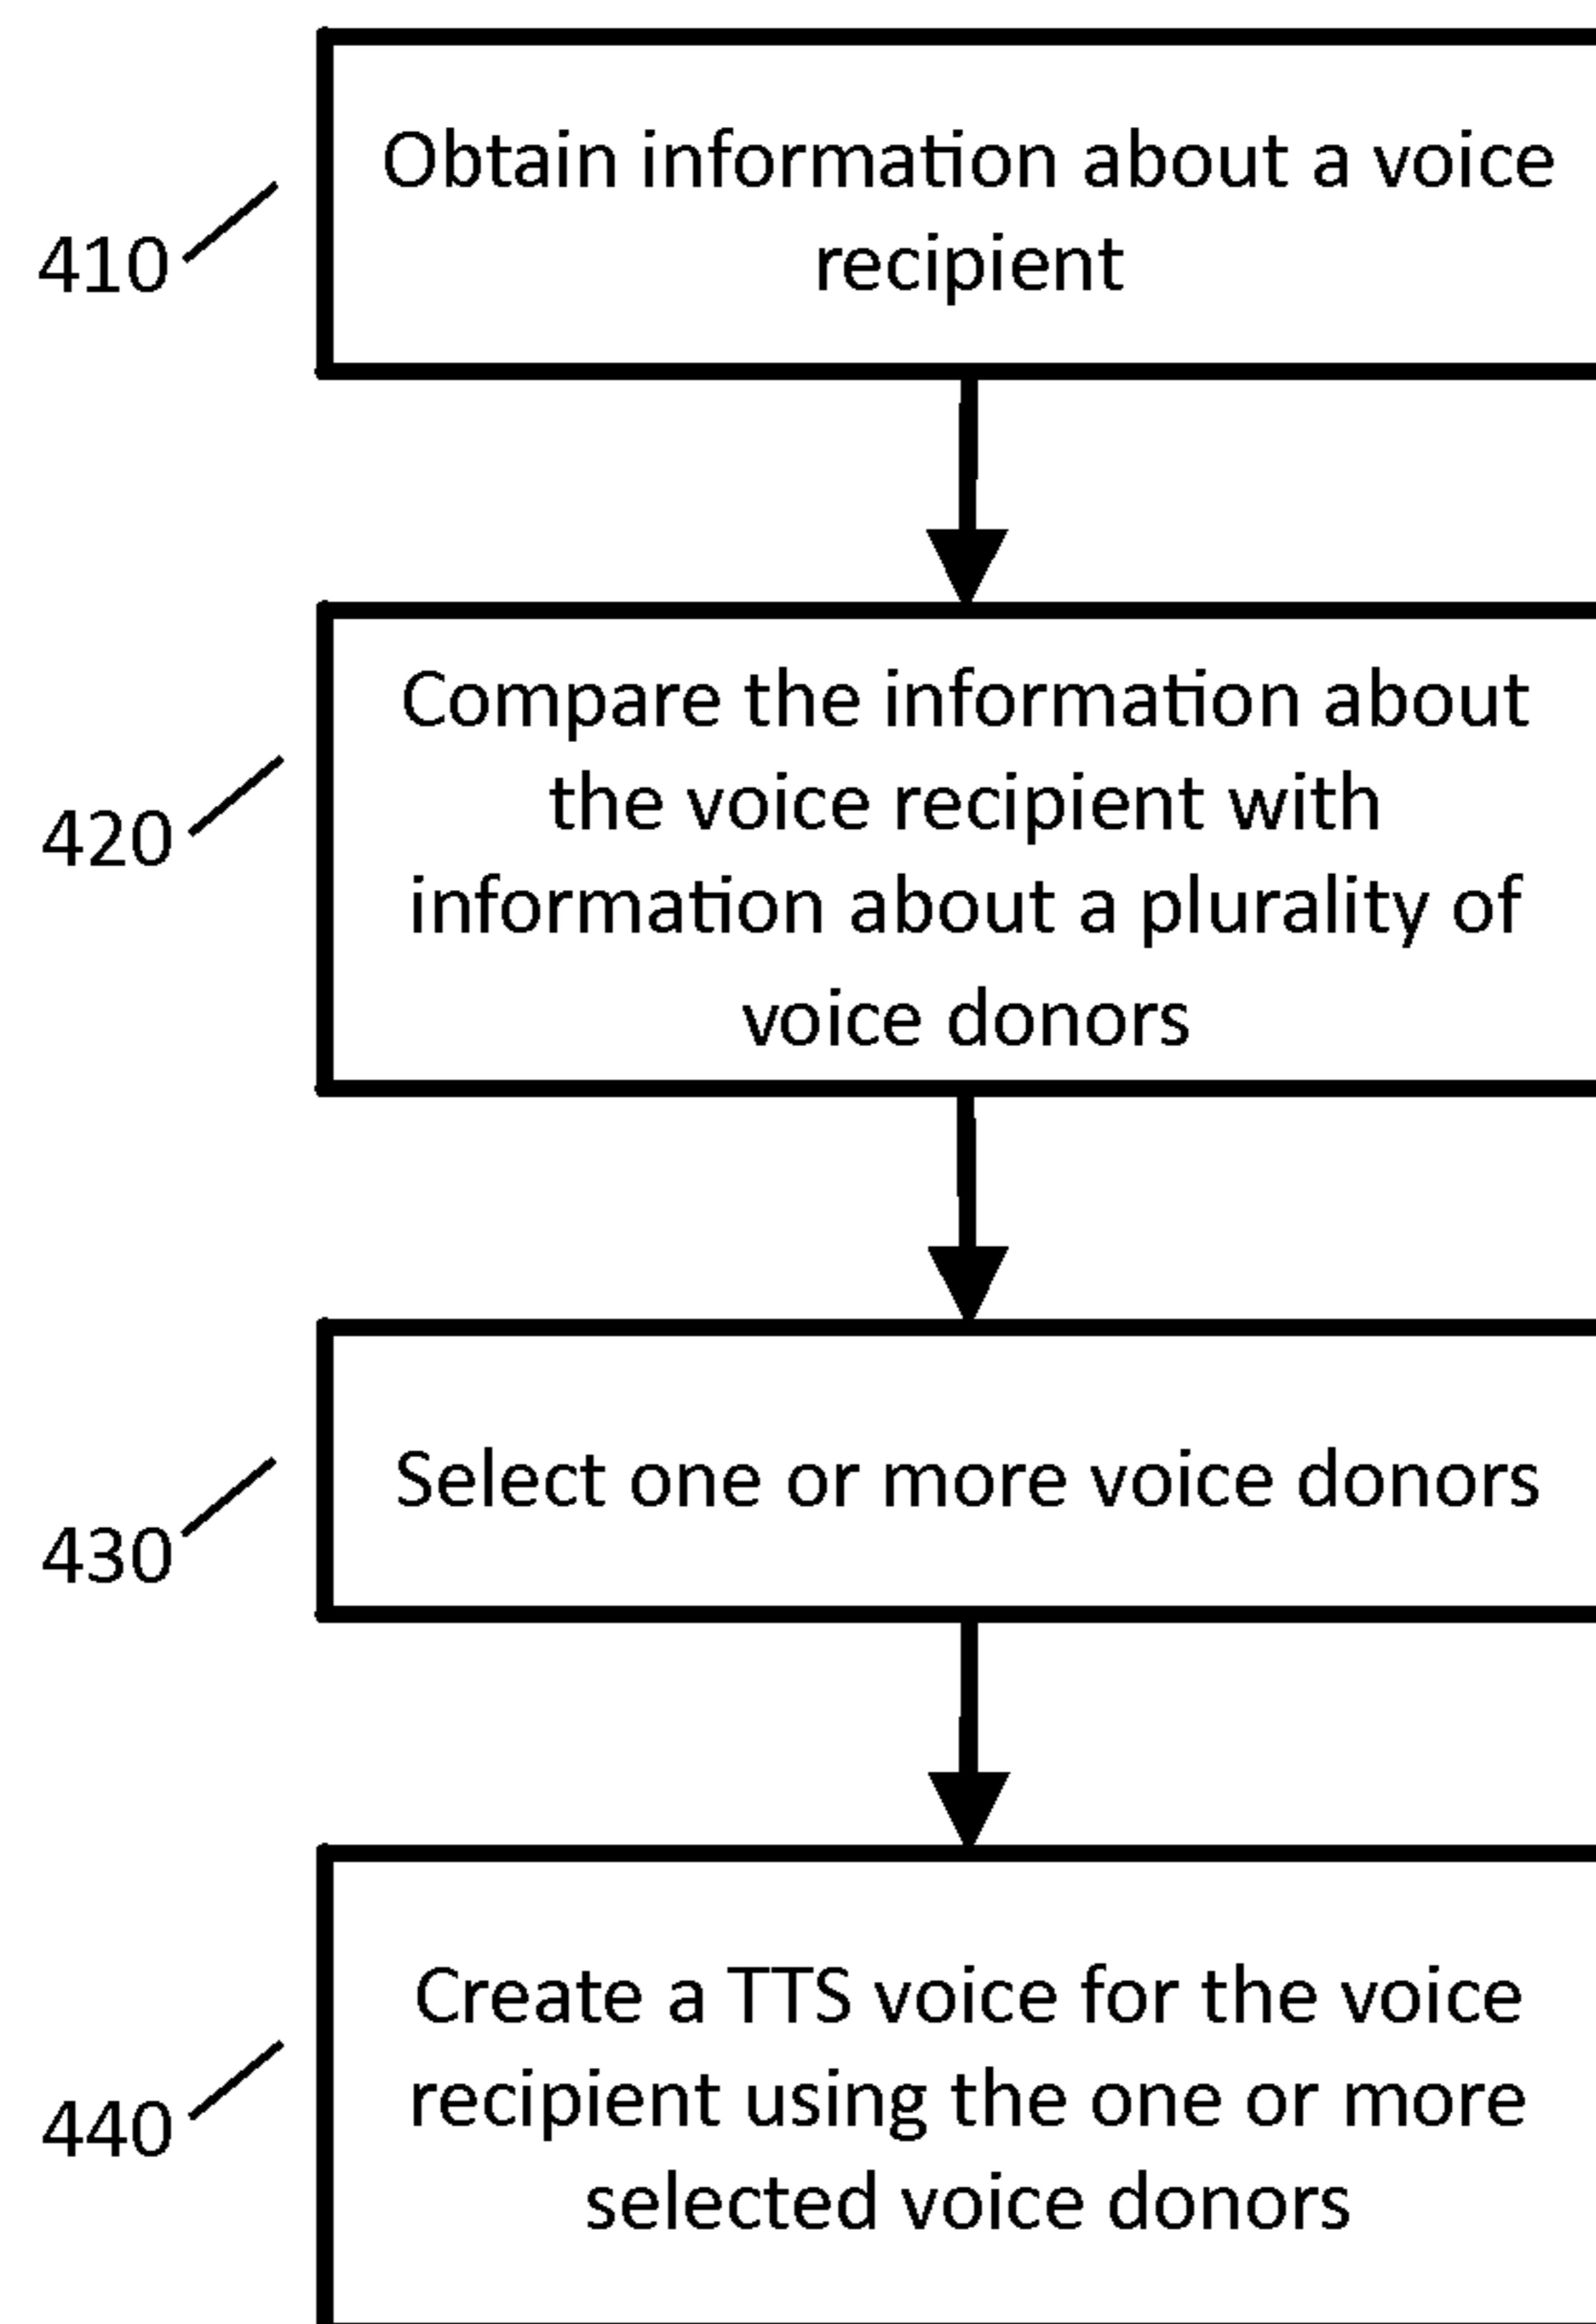 Obtain information about a voice
recipient
410
Compare the information about
the voice recipient with
information about a plurality of
voice donors
420
Select one or more voice donors
430
Create a TTS voice for the voice
recipient using the one or more
selected voice donors
440